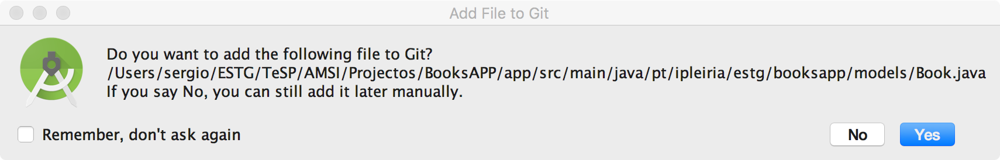 Add File to Git
Do you want to add the following file to Git?
/Users/sergio/ESTG/TeSP/AMSI/Projectos/BooksAPP/app/src/main/java/pt/ipleiria/estg/booksapp/models/Book.java
If you say No, you can still add it later manually.
Remember, don't ask again
No
Yes